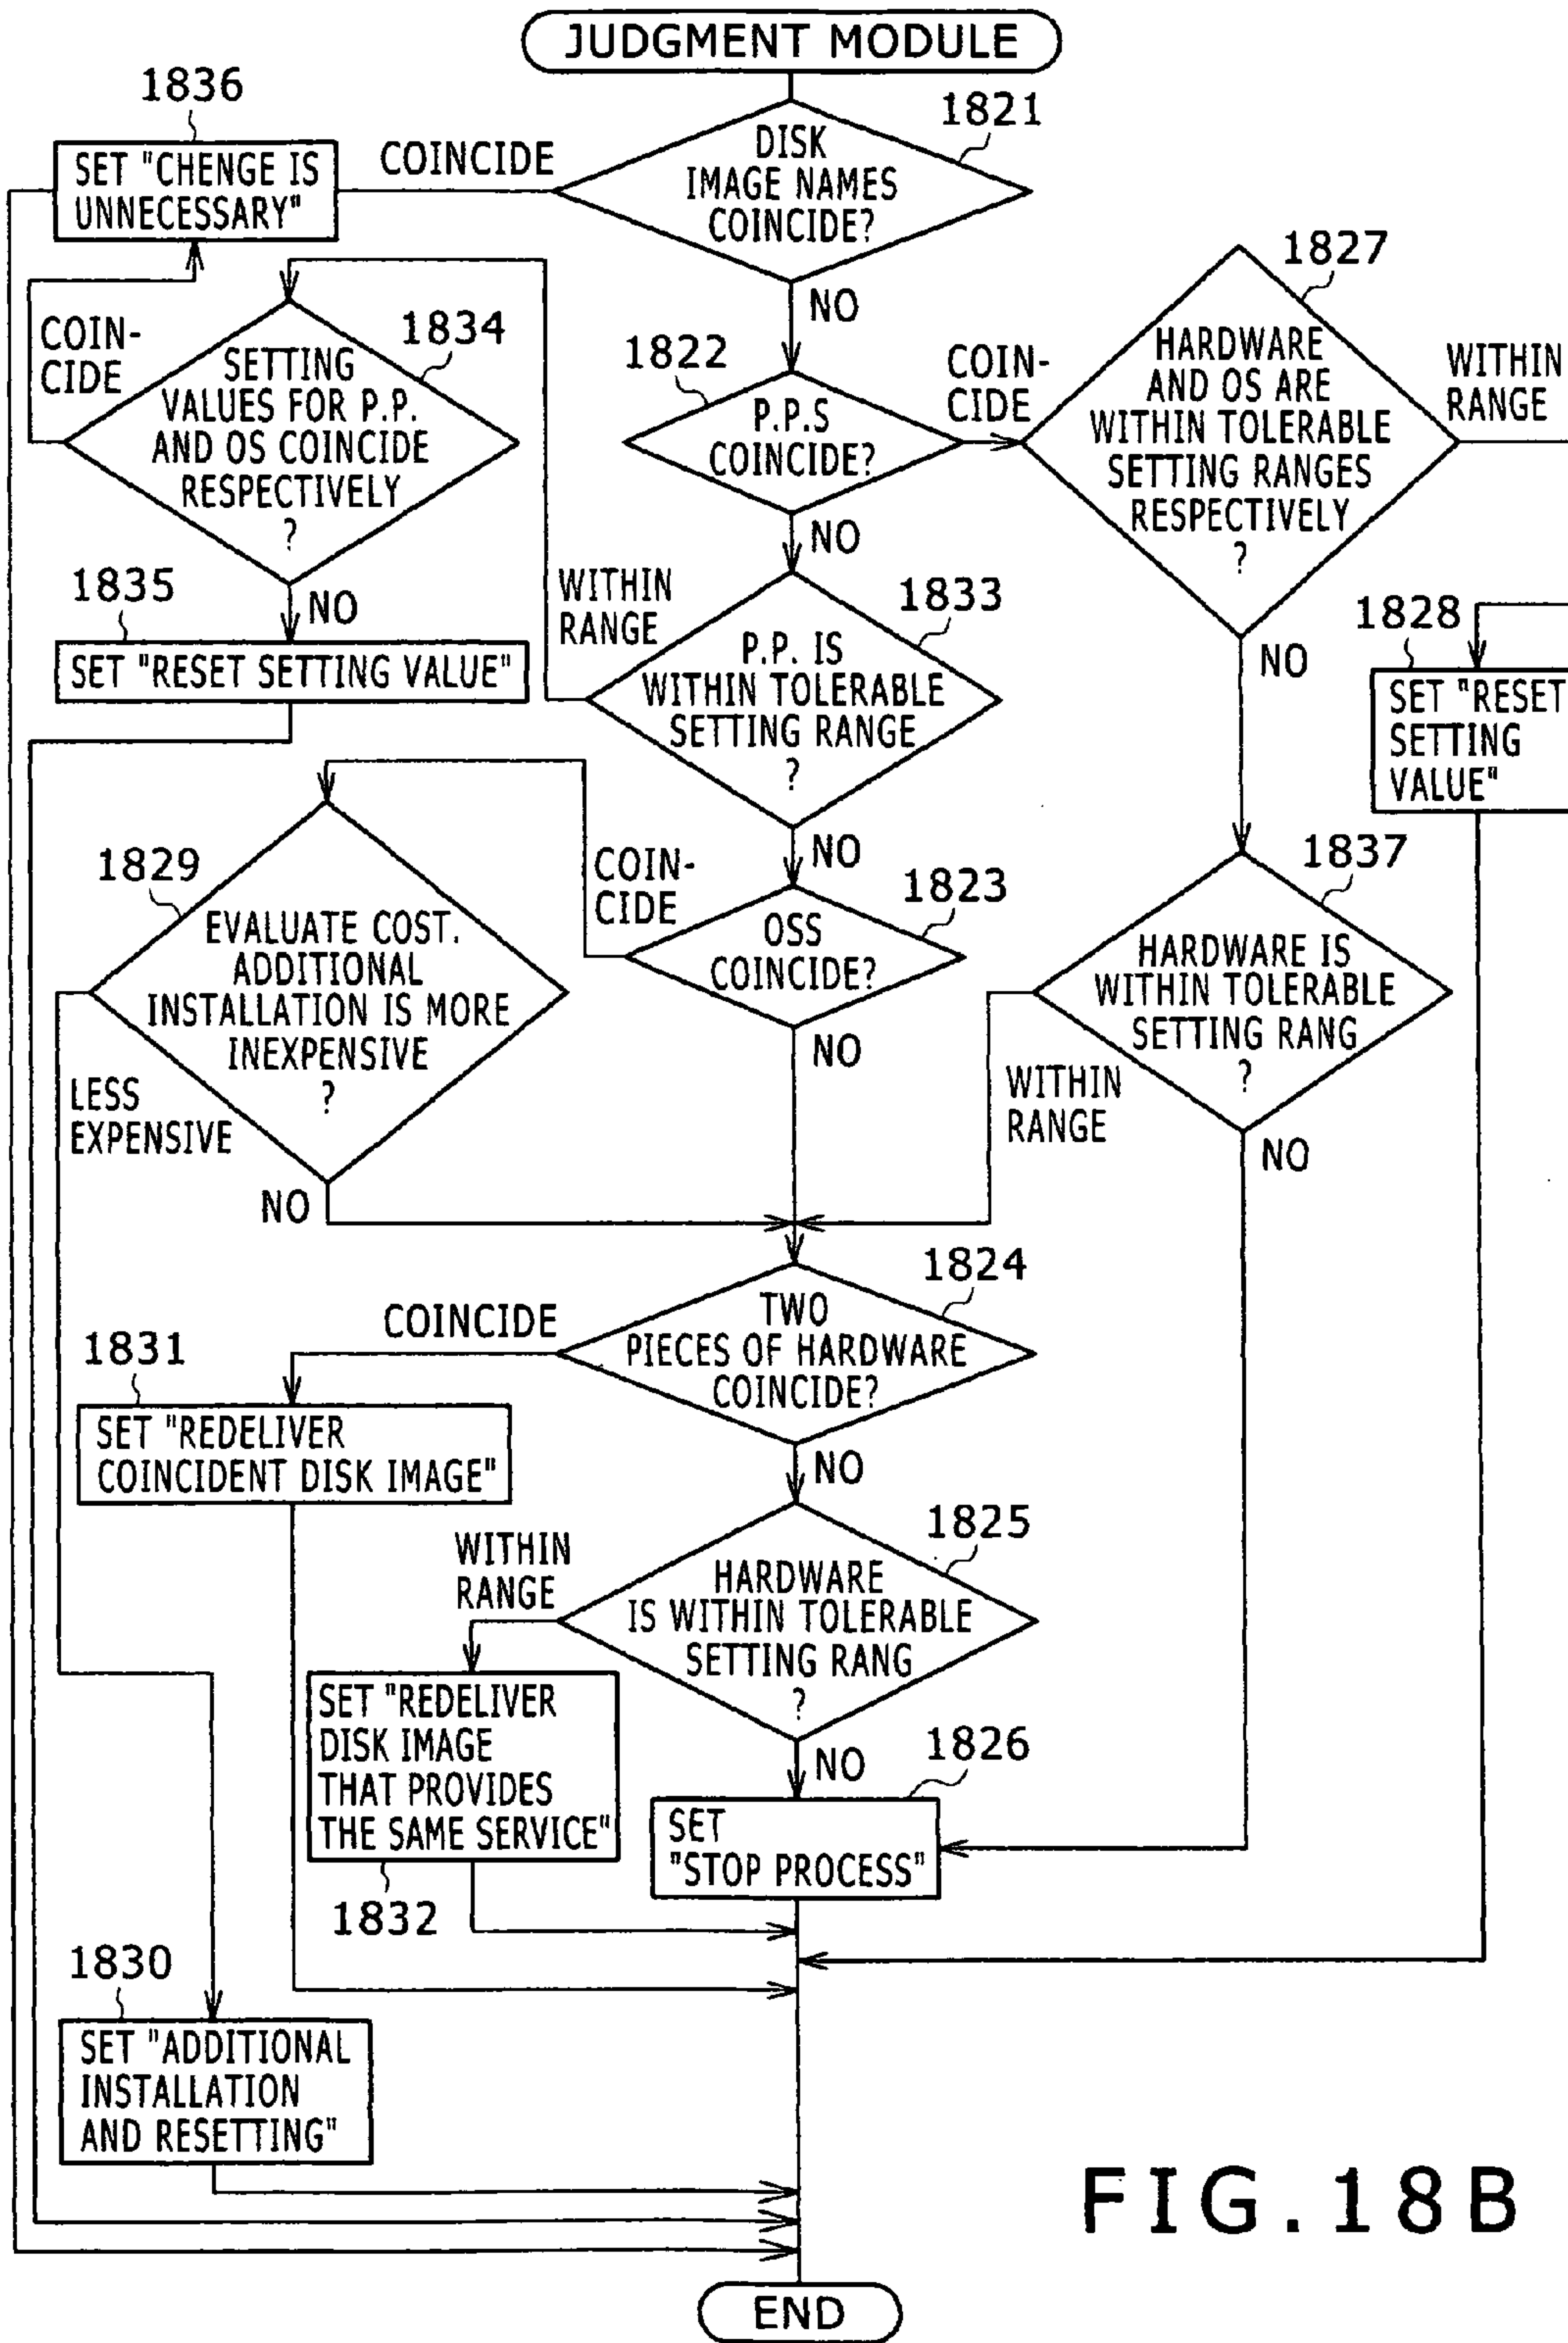 JUDGMENT MODULE
1836
SET "CHENGE IS
UNNECESSARY"
COINCIDE
1821
DISK
IMAGE NAMES
COINCIDE?
NO
1827
HARDWARE
AND OS ARE
WITHIN TOLERABLE
SETTING RANGES
RESPECTIVELY
?
WITHIN
RANGE
COIN-
CIDE
1834
SETTING
VALUES FOR P.P.
AND OS COINCIDE
RESPECTIVELY
?
1822
P.P.S
COINCIDE?
COIN-
CIDE
NO
1835
NO
SET "RESET SETTING VALUE"
WITHIN
RANGE
1833
P.P. IS
WITHIN TOLERABLE
SETTING RANGE
?
NO
NO
1828
SET "RESET
SETTING
VALUE"
1829
EVALUATE COST.
ADDITIONAL
INSTALLATION IS MORE
INEXPENSIVE
?
LESS
EXPENSIVE
NO
COIN-
CIDE
1823
OSS
COINCIDE?
NO
1837
HARDWARE IS
WITHIN TOLERABLE
SETTING RANG
?
WITHIN
RANGE
NO
1824
TWO
PIECES OF HARDWARE
COINCIDE?
COINCIDE
NO
1831
SET "REDELIVER
COINCIDENT DISK IMAGE"
1825
HARDWARE
IS WITHIN TOLERABLE
SETTING RANG
?
WITHIN
RANGE
NO
SET "REDELIVER
DISK IMAGE
THAT PROVIDES
THE SAME SERVICE"
1832
1826
SET
"STOP PROCESS"
1830
SET "ADDITIONAL
INSTALLATION
AND RESETTING"
END
FIG.18B